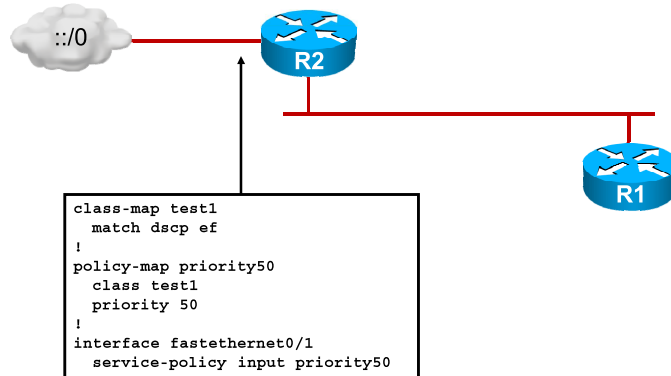 ::/0
R2
R1
class-map test1
match dscp ef
!
policy-map priority50
class test1
priority 50
!
interface fastethernet0/1
service-policy input priority50